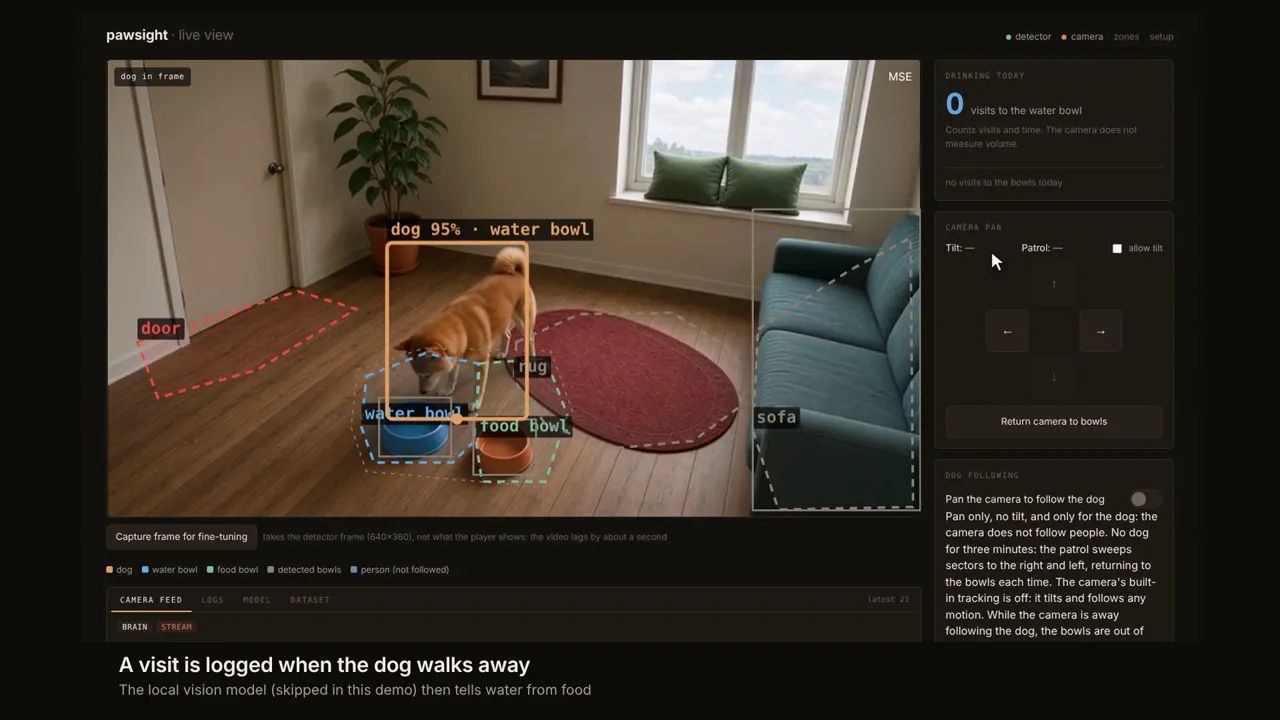 pawsight · live view
detector camera zones setup
dog in frame
MSE
dog 95% · water bowl
door
rug
water bowl
food bowl
sofa
DRINKING TODAY
0 visits to the water bowl
Counts visits and time. The camera does not
measure volume.
no visits to the bowls today
CAMERA PAN
Tilt: — Patrol: — allow tilt
↑
← →
↓
Return camera to bowls
DOG FOLLOWING
Pan the camera to follow the dog
Pan only, no tilt, and only for the dog: the
camera does not follow people. No dog
for three minutes: the patrol sweeps
sectors to the right and left, returning to
the bowls each time. The camera's built-
in tracking is off: it tilts and follows any
motion. While the camera is away
following the dog, the bowls are out of
Capture frame for fine-tuning takes the detector frame (640×360), not what the player shows: the video lags by about a second
dog water bowl food bowl detected bowls person (not followed)
CAMERA FEED LOGS MODEL DATASET latest 25
BRAIN STREAM
A visit is logged when the dog walks away
The local vision model (skipped in this demo) then tells water from food